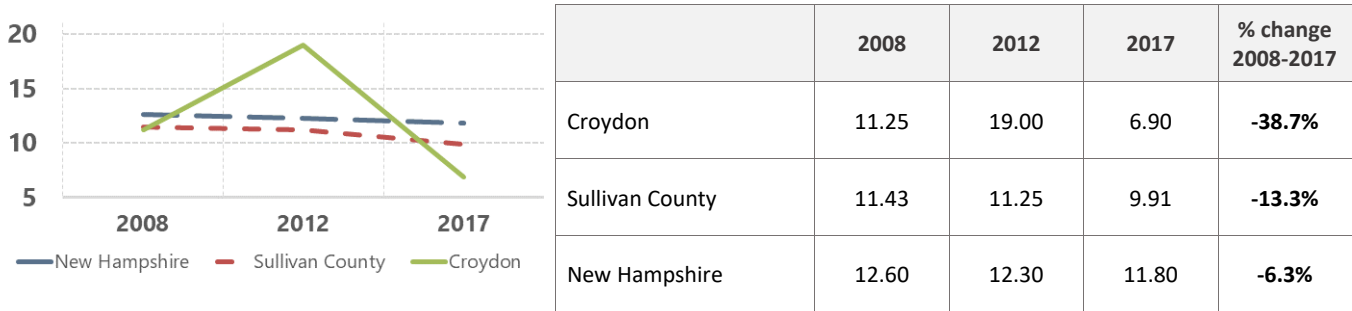 20
15
10
5
2008 2012 2017
New Hampshire Sullivan County Croydon
2008 2012 2017 % change
2008-2017
Croydon 11.25 19.00 6.90 -38.7%
Sullivan County 11.43 11.25 9.91 -13.3%
New Hampshire 12.60 12.30 11.80 -6.3%